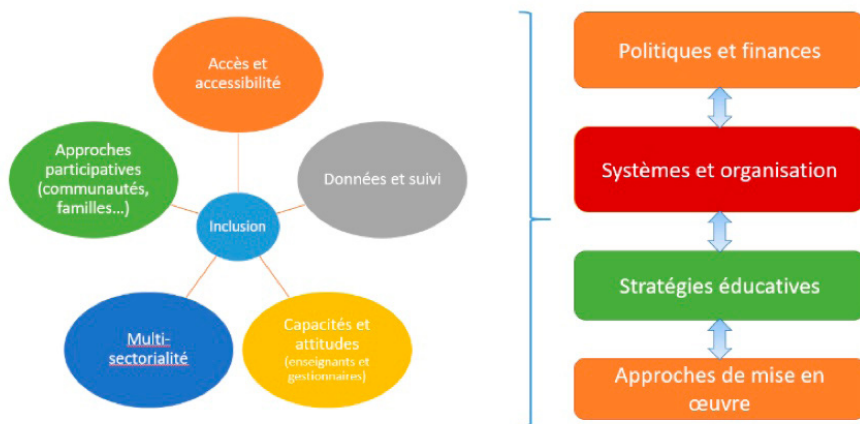 Accès et
accessibilité
Approches
participatives
(communautés,
familles...)
Données et suivi
Inclusion
Multi-
sectorialité
Capacités et
attitudes
(enseignants et
gestionnaires)
Politiques et finances
Systèmes et organisation
Stratégies éducatives
Approches de mise en
œuvre